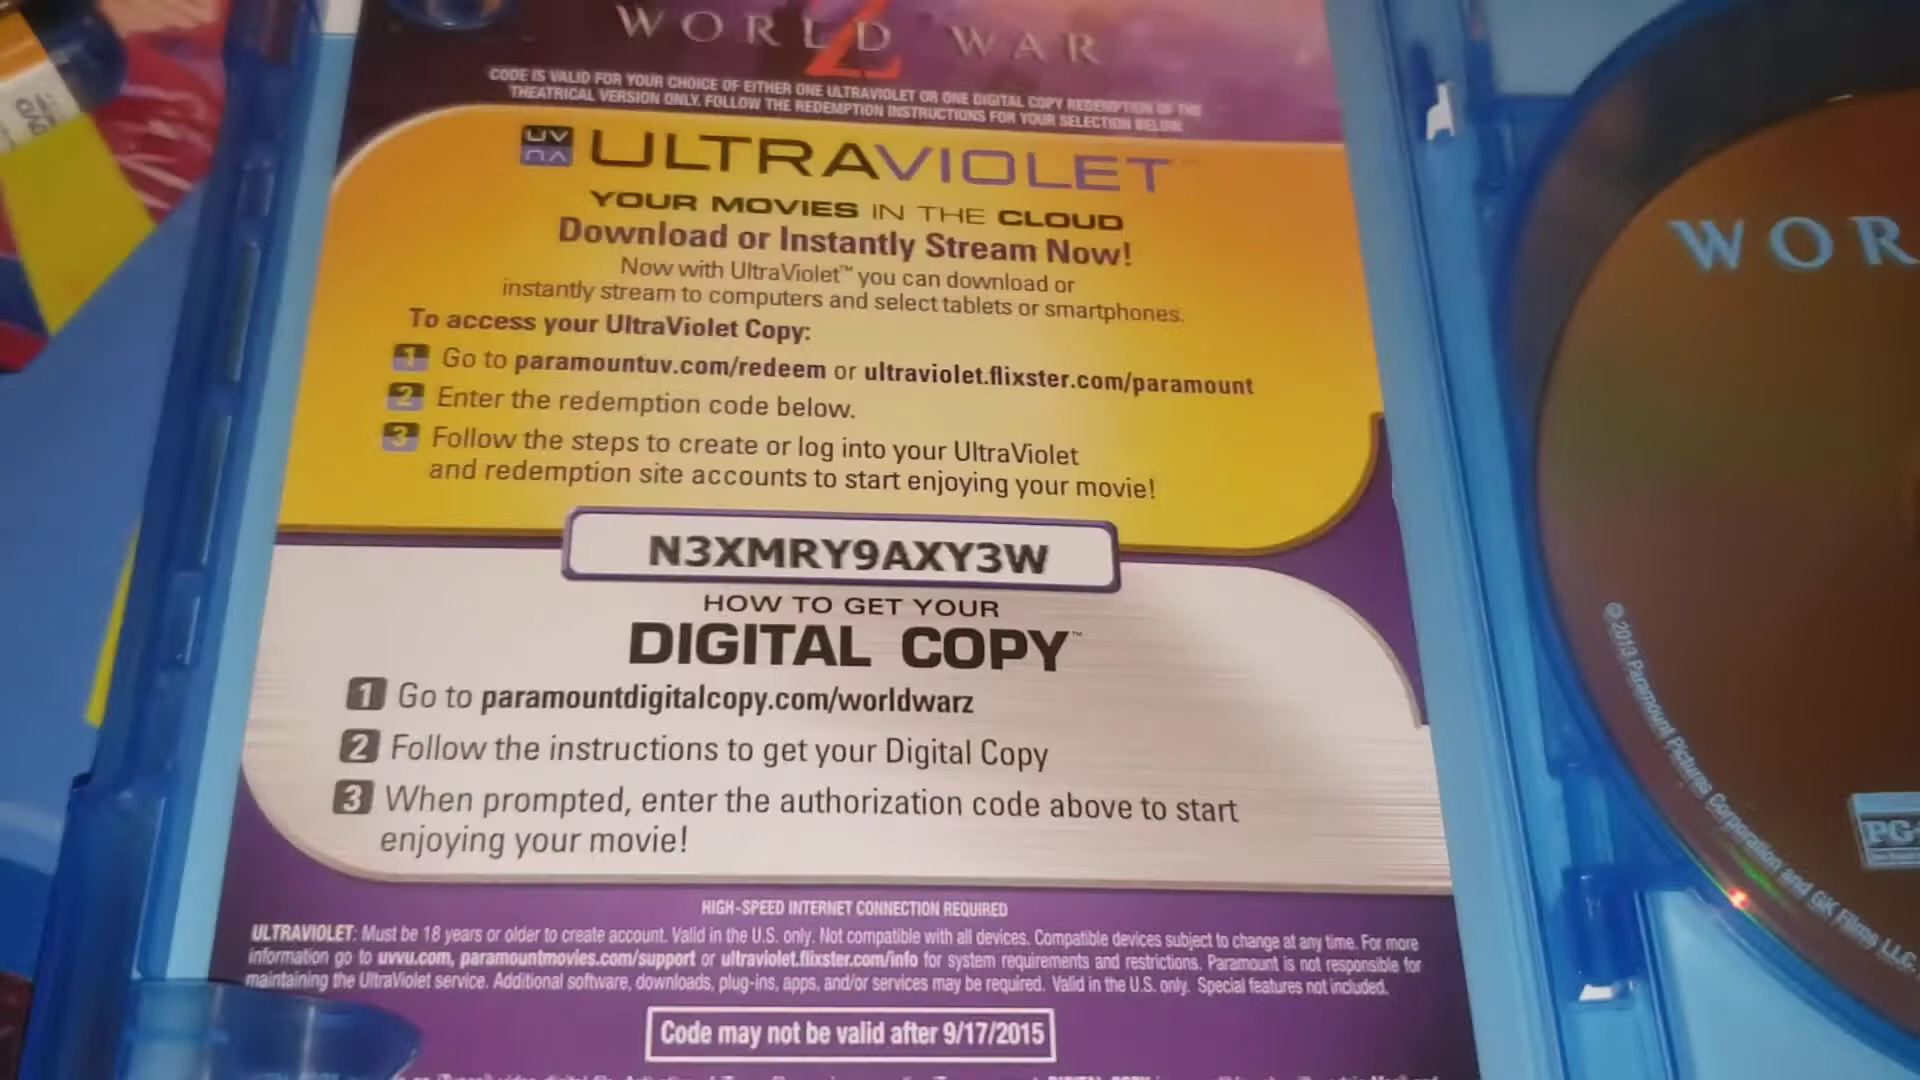 WORLD WAR Z
CODE IS VALID FOR YOUR CHOICE OF EITHER ONE ULTRAVIOLET OR ONE DIGITAL COPY REDEMPTION OF THE
THEATRICAL VERSION ONLY. FOLLOW THE REDEMPTION INSTRUCTIONS FOR YOUR SELECTION BELOW.
UV
ULTRAVIOLET
YOUR MOVIES IN THE CLOUD
Download or Instantly Stream Now!
Now with UltraViolet™ you can download or
instantly stream to computers and select tablets or smartphones.
To access your UltraViolet Copy:
1 Go to paramountuv.com/redeem or ultraviolet.flixster.com/paramount
2 Enter the redemption code below.
3 Follow the steps to create or log into your UltraViolet
and redemption site accounts to start enjoying your movie!
N3XMRY9AXY3W
HOW TO GET YOUR
DIGITAL COPY™
1 Go to paramountdigitalcopy.com/worldwarz
2 Follow the instructions to get your Digital Copy
3 When prompted, enter the authorization code above to start
enjoying your movie!
HIGH-SPEED INTERNET CONNECTION REQUIRED
ULTRAVIOLET: Must be 18 years or older to create account. Valid in the U.S. only. Not compatible with all devices. Compatible devices subject to change at any time. For more
information go to uvvu.com, paramountmovies.com/support or ultraviolet.flixster.com/info for system requirements and restrictions. Paramount is not responsible for
maintaining the UltraViolet service. Additional software, downloads, plug-ins, apps, and/or services may be required. Valid in the U.S. only. Special features not included.
Code may not be valid after 9/17/2015
WOR
© 2013 Paramount Pictures Corporation and GK Films LLC.
PG-
DVD